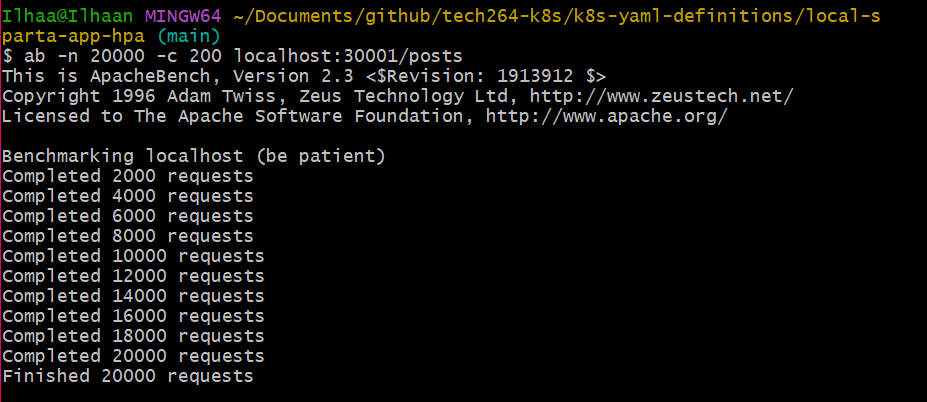 Ilhaa@Ilhaan MINGW64 ~/Documents/github/tech264-k8s/k8s-yaml-definitions/local-s
parta-app-hpa (main)
$ ab -n 20000 -c 200 localhost:30001/posts
This is ApacheBench, Version 2.3 <$Revision: 1913912 $>
Copyright 1996 Adam Twiss, Zeus Technology Ltd, http://www.zeustech.net/
Licensed to The Apache Software Foundation, http://www.apache.org/

Benchmarking localhost (be patient)
Completed 2000 requests
Completed 4000 requests
Completed 6000 requests
Completed 8000 requests
Completed 10000 requests
Completed 12000 requests
Completed 14000 requests
Completed 16000 requests
Completed 18000 requests
Completed 20000 requests
Finished 20000 requests